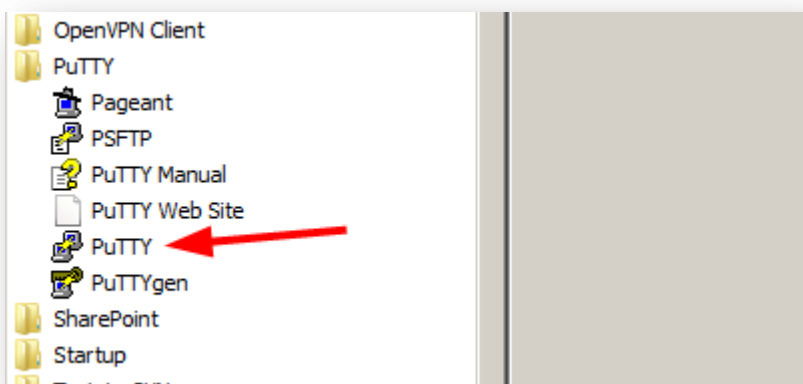 OpenVPN Client
PuTTY
Pageant
PSFTP
PuTTY Manual
PuTTY Web Site
PuTTY
PuTTYgen
SharePoint
Startup